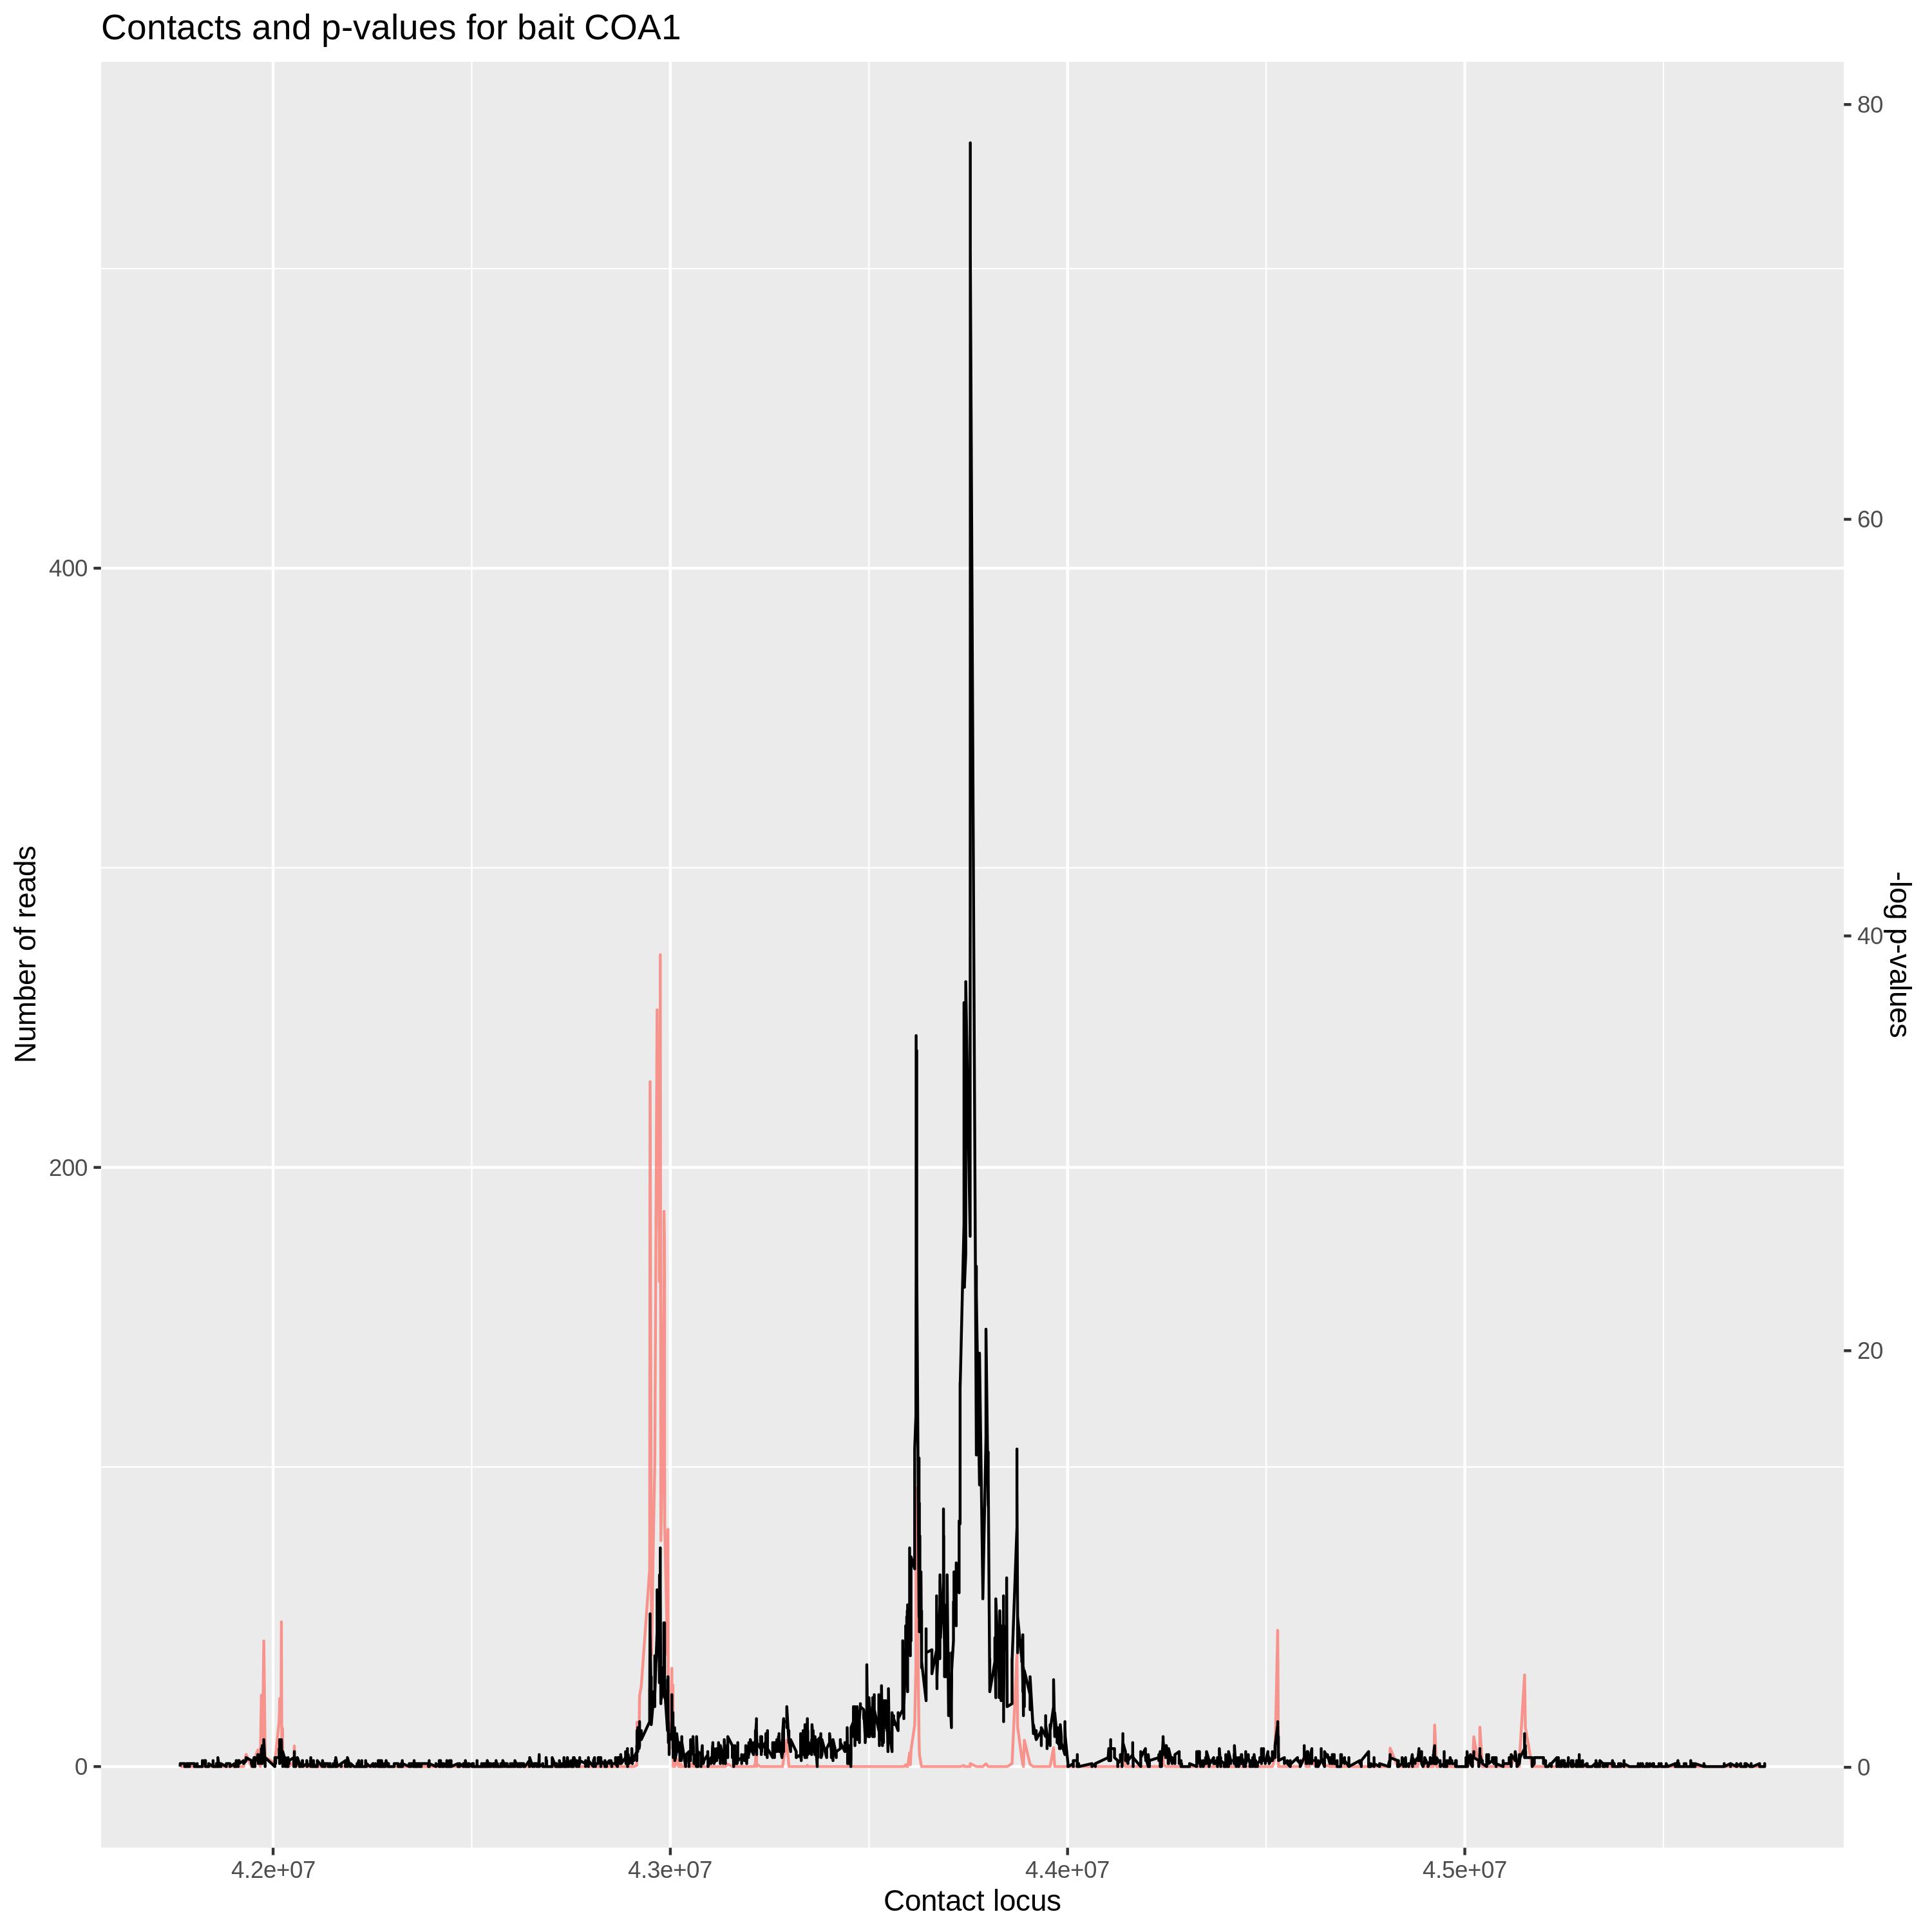 Contacts and p-values for bait COA1
80
60
40
20
0
400
200
0
Number of reads
-log p-values
4.2e+07
4.3e+07
4.4e+07
4.5e+07
Contact locus